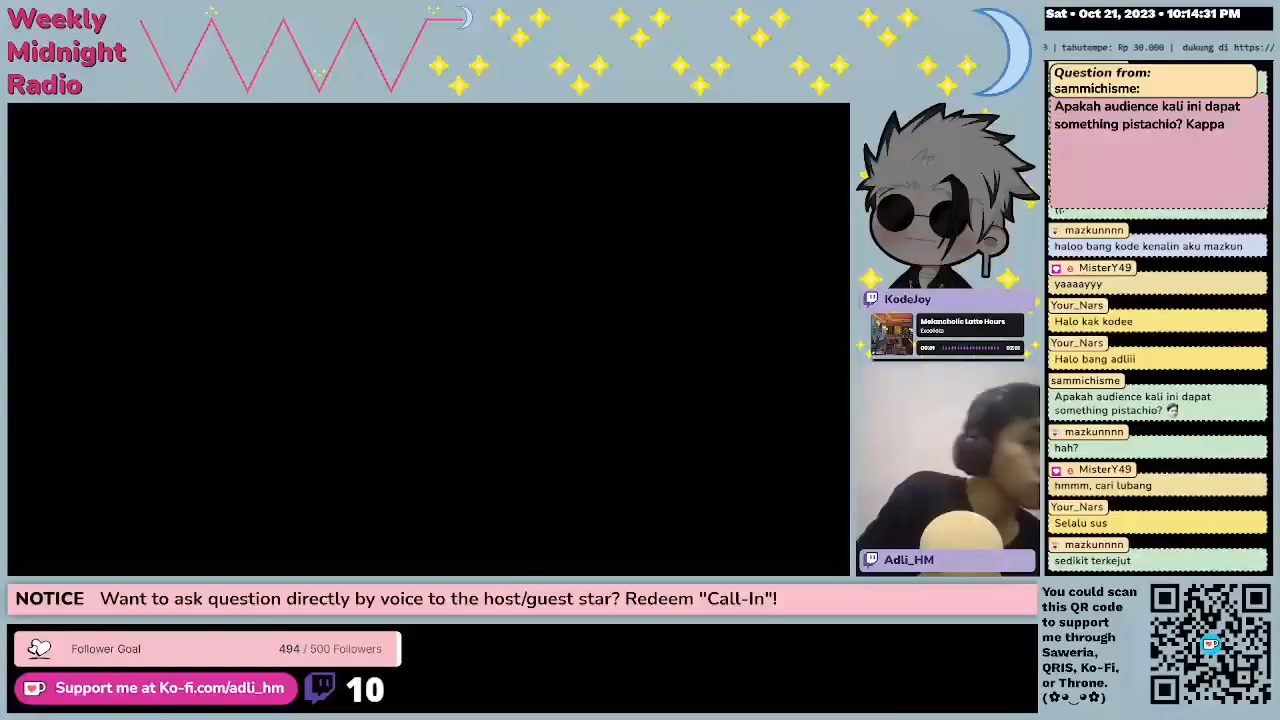 Weekly
Midnight
Radio
Sat • Oct 21, 2023 • 10:14:31 PM
| tahutempe: Rp 30.000 | dukung di https://
Question from:
sammichisme:
Apakah audience kali ini dapat
something pistachio? Kappa
mazkunnnn
haloo bang kode kenalin aku mazkun
MisterY49
yaaaayyy
Your_Nars
Halo kak kodee
Your_Nars
Halo bang adliii
sammichisme
Apakah audience kali ini dapat
something pistachio?
mazkunnnn
hah?
MisterY49
hmmm, cari lubang
Your_Nars
Selalu sus
mazkunnnn
sedikit terkejut
KodeJoy
Melancholic Latte Hours
00:01
02:01
Adli_HM
NOTICE Want to ask question directly by voice to the host/guest star? Redeem "Call-In"!
Follower Goal 494 / 500 Followers
Support me at Ko-fi.com/adli_hm
10
You could scan
this QR code
to support
me through
Saweria,
QRIS, Ko-Fi,
or Throne.
(✿◕‿◕✿)